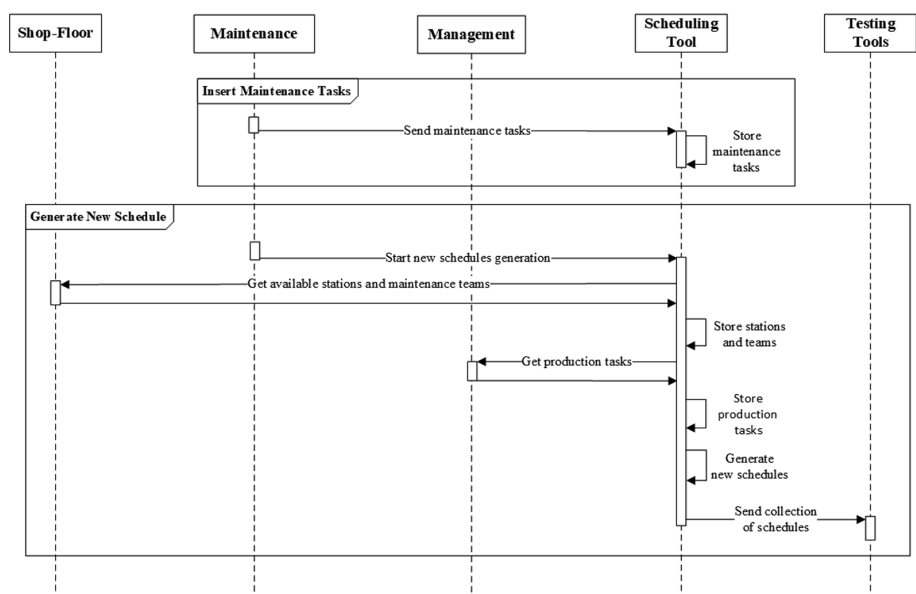 Shop-Floor
Maintenance
Management
Scheduling
Tool
Testing
Tools
Insert Maintenance Tasks
Send maintenance tasks
Store
maintenance
tasks
Generate New Schedule
Start new schedules generation
Get available stations and maintenance teams
Store stations
and teams
Get production tasks
Store
production
tasks
Generate
new schedules
Send collection
of schedules